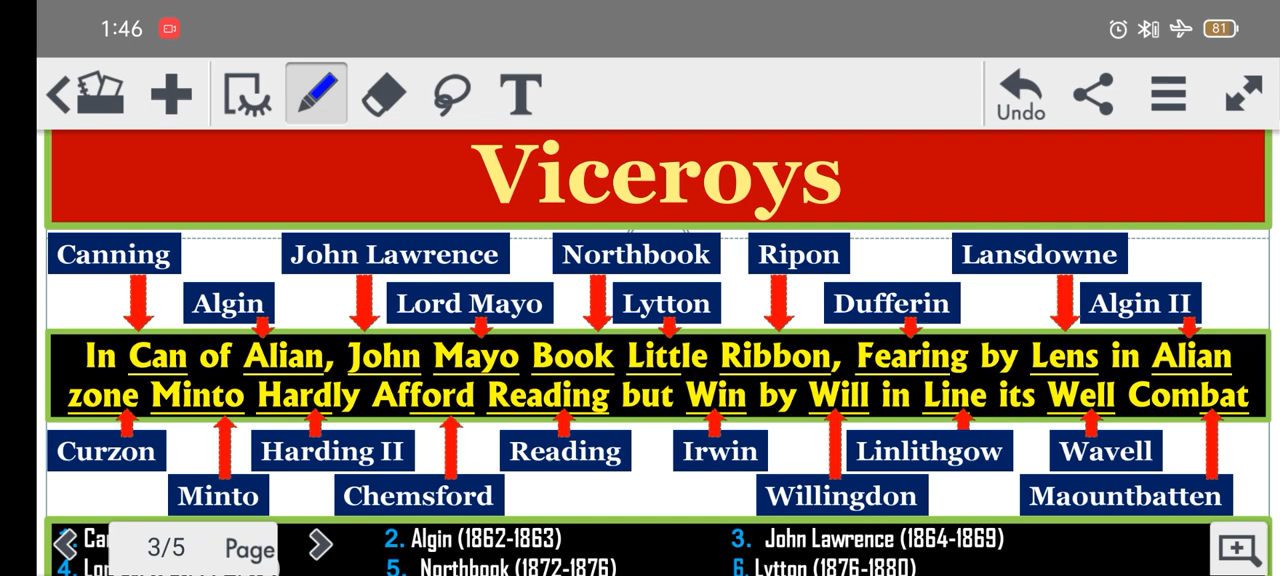 1:46
81
T
Undo
Viceroys
Canning John Lawrence Northbook Ripon Lansdowne
Algin Lord Mayo Lytton Dufferin Algin II
In Can of Alian, John Mayo Book Little Ribbon, Fearing by Lens in Alian
zone Minto Hardly Afford Reading but Win by Will in Line its Well Combat
Curzon Harding II Reading Irwin Linlithgow Wavell
Minto Chemsford Willingdon Maountbatten
2. Algin (1862-1863) 3. John Lawrence (1864-1869)
3/5 Page
4. 5. Northbook (1872-1876) 6. Lytton (1876-1880)